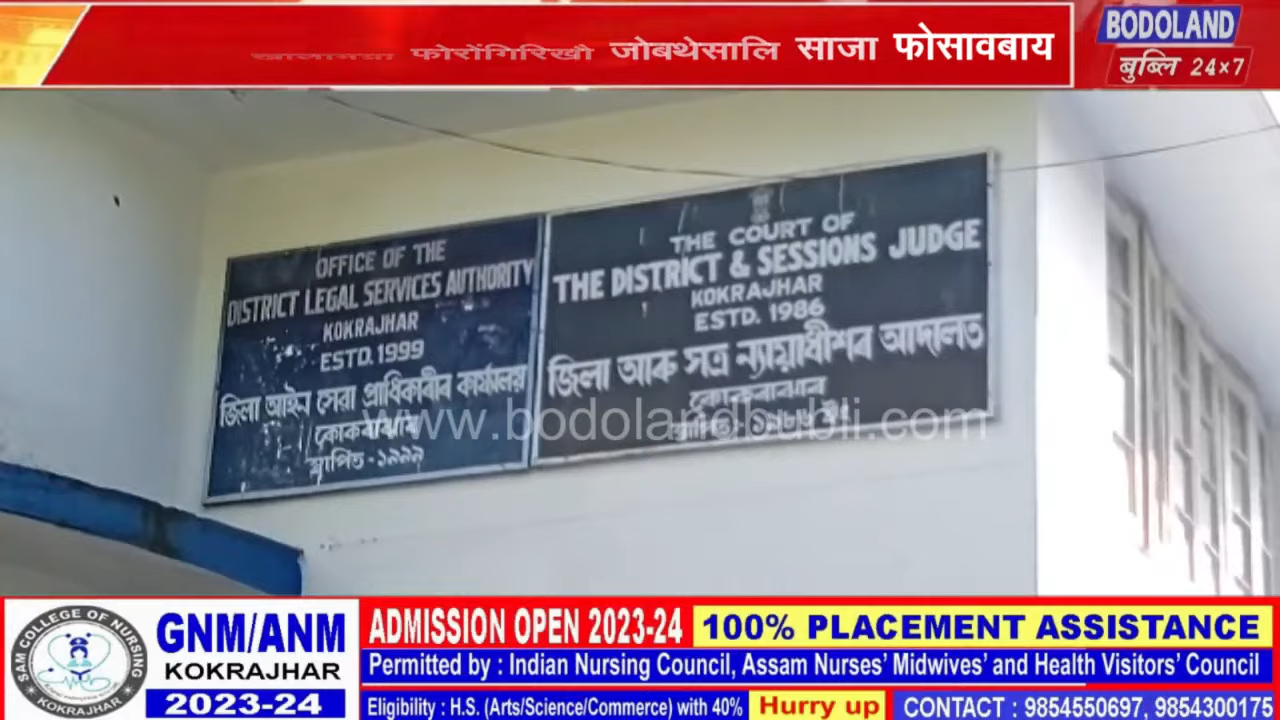 फोरोंगिरिखौ जोबथेसालि साजा फोसावबाय
BODOLAND
बुब्लि 24×7
OFFICE OF THE
DISTRICT LEGAL SERVICES AUTHORITY
KOKRAJHAR
ESTD. 1999
জিলা আইন সেৱা প্ৰাধিকাৰীৰ কাৰ্যালয়
কোকৰাঝাৰ
স্থাপিত - ১৯৯৯
THE COURT OF
THE DISTRICT & SESSIONS JUDGE
KOKRAJHAR
ESTD. 1986
জিলা আৰু সত্ৰ ন্যায়াধীশৰ আদালত
কোকৰাঝাৰ
স্থাপিত - ১৯৮৬ ইং
www.bodolandbubli.com
SAM COLLEGE OF NURSING
KOKRAJHAR
GNM/ANM
KOKRAJHAR
2023-24
ADMISSION OPEN 2023-24 100% PLACEMENT ASSISTANCE
Permitted by : Indian Nursing Council, Assam Nurses' Midwives' and Health Visitors' Council
Eligibility : H.S. (Arts/Science/Commerce) with 40% Hurry up CONTACT : 9854550697, 9854300175